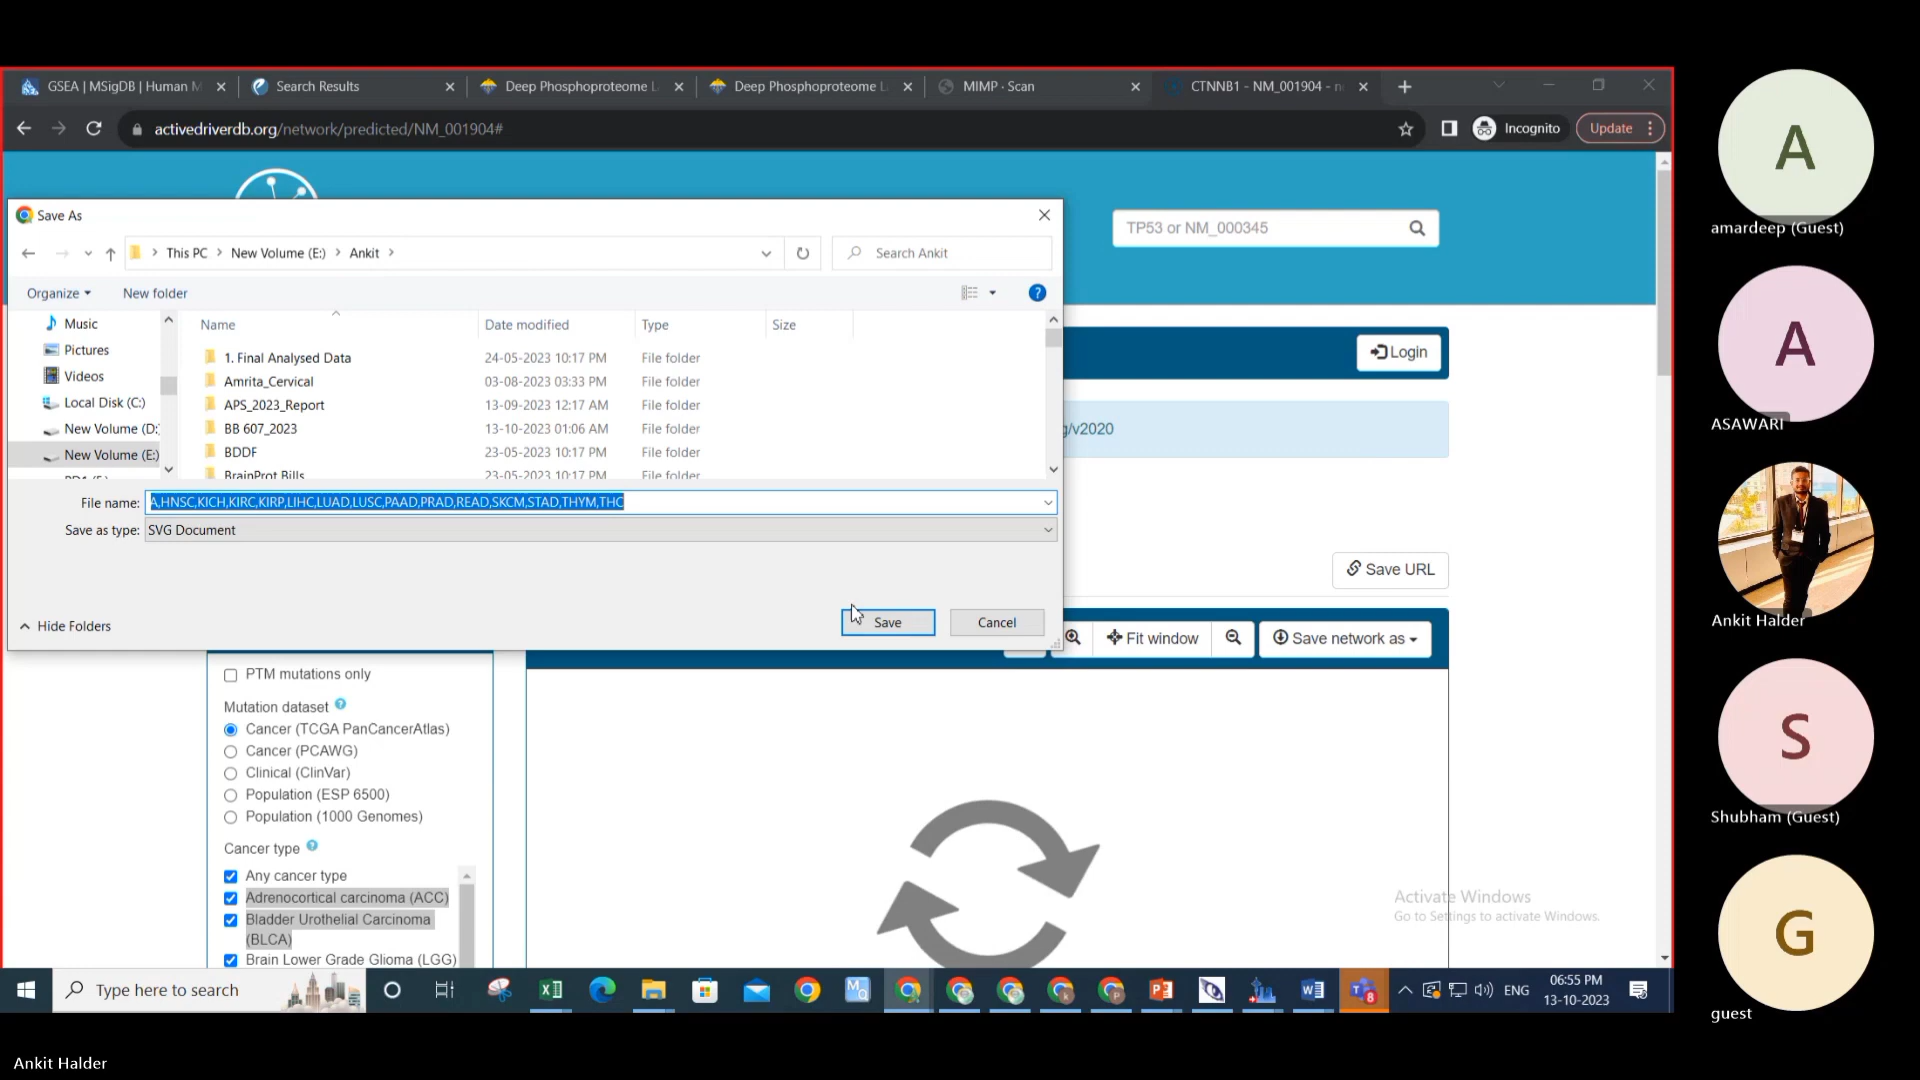 GSEA | MSigDB | Human M
Search Results
Deep Phosphoproteome L
Deep Phosphoproteome L
MIMP · Scan
CTNNB1 - NM_001904 - n
activedriverdb.org/network/predicted/NM_001904#
Incognito
Update
Save As
This PC
New Volume (E:)
Ankit
Search Ankit
Organize
New folder
Music
Pictures
Videos
Local Disk (C:)
New Volume (D:
New Volume (E:)
Name
Date modified
Type
Size
1. Final Analysed Data 24-05-2023 10:17 PM File folder
Amrita_Cervical 03-08-2023 03:33 PM File folder
APS_2023_Report 13-09-2023 12:17 AM File folder
BB 607_2023 13-10-2023 01:06 AM File folder
BDDF 23-05-2023 10:17 PM File folder
BrainProt Bills 23-05-2023 10:17 PM File folder
File name: A,HNSC,KICH,KIRC,KIRP,LIHC,LUAD,LUSC,PAAD,PRAD,READ,SKCM,STAD,THYM,THC
Save as type: SVG Document
Hide Folders
Save
Cancel
TP53 or NM_000345
Login
g/v2020
Save URL
Fit window
Save network as
PTM mutations only
Mutation dataset
Cancer (TCGA PanCancerAtlas)
Cancer (PCAWG)
Clinical (ClinVar)
Population (ESP 6500)
Population (1000 Genomes)
Cancer type
Any cancer type
Adrenocortical carcinoma (ACC)
Bladder Urothelial Carcinoma
(BLCA)
Brain Lower Grade Glioma (LGG)
Activate Windows
Go to Settings to activate Windows.
Type here to search
ENG
06:55 PM
13-10-2023
A
amardeep (Guest)
A
ASAWARI
Ankit Halder
S
Shubham (Guest)
G
guest
Ankit Halder